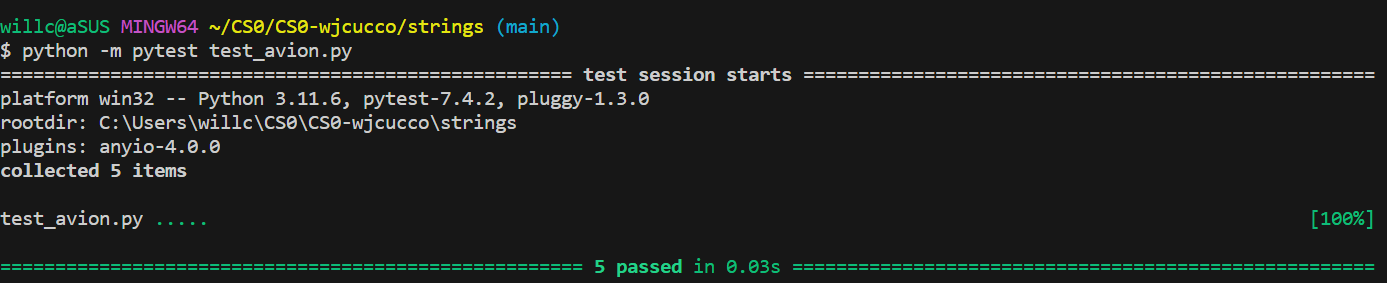 willc@aSUS MINGW64 ~/CS0/CS0-wjcucco/strings (main)
$ python -m pytest test_avion.py
==================================================== test session starts ====================================================
platform win32 -- Python 3.11.6, pytest-7.4.2, pluggy-1.3.0
rootdir: C:\Users\willc\CS0\CS0-wjcucco\strings
plugins: anyio-4.0.0
collected 5 items
test_avion.py ..... [100%]
===================================================== 5 passed in 0.03s =====================================================